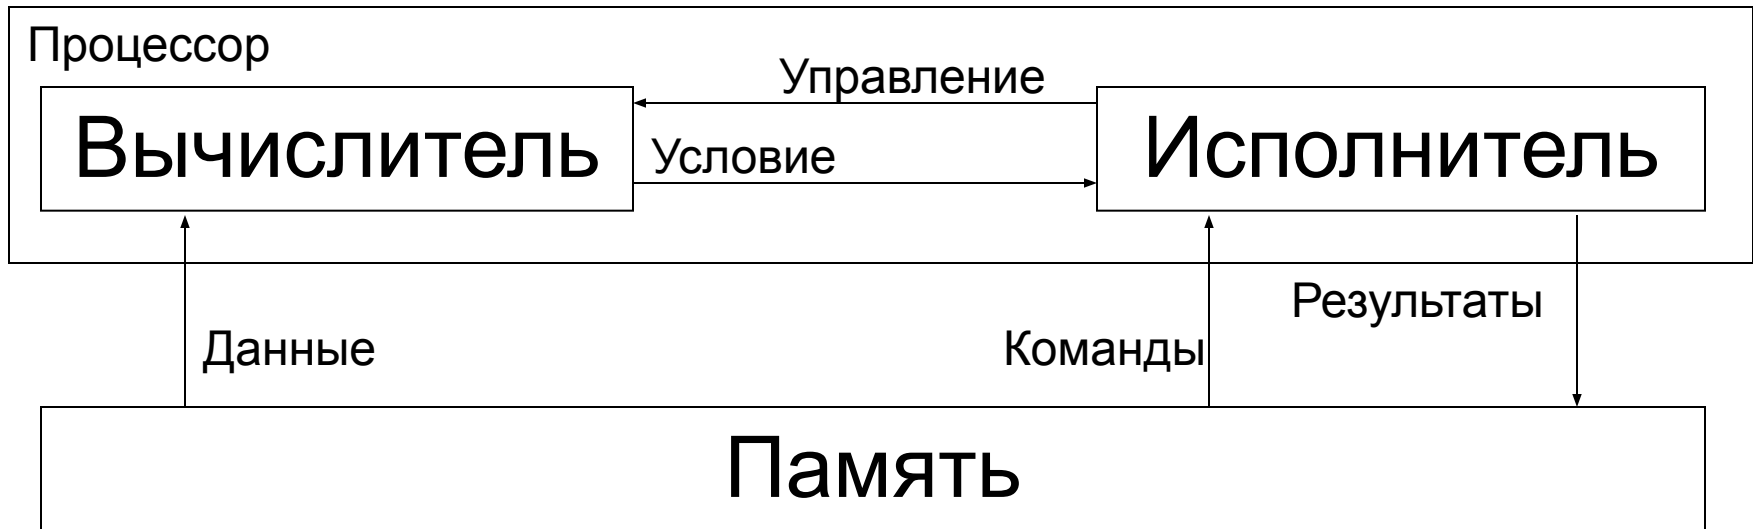 Процессор
Управление
Вычислитель
Условие
Исполнитель
Результаты
Данные
Команды
Память